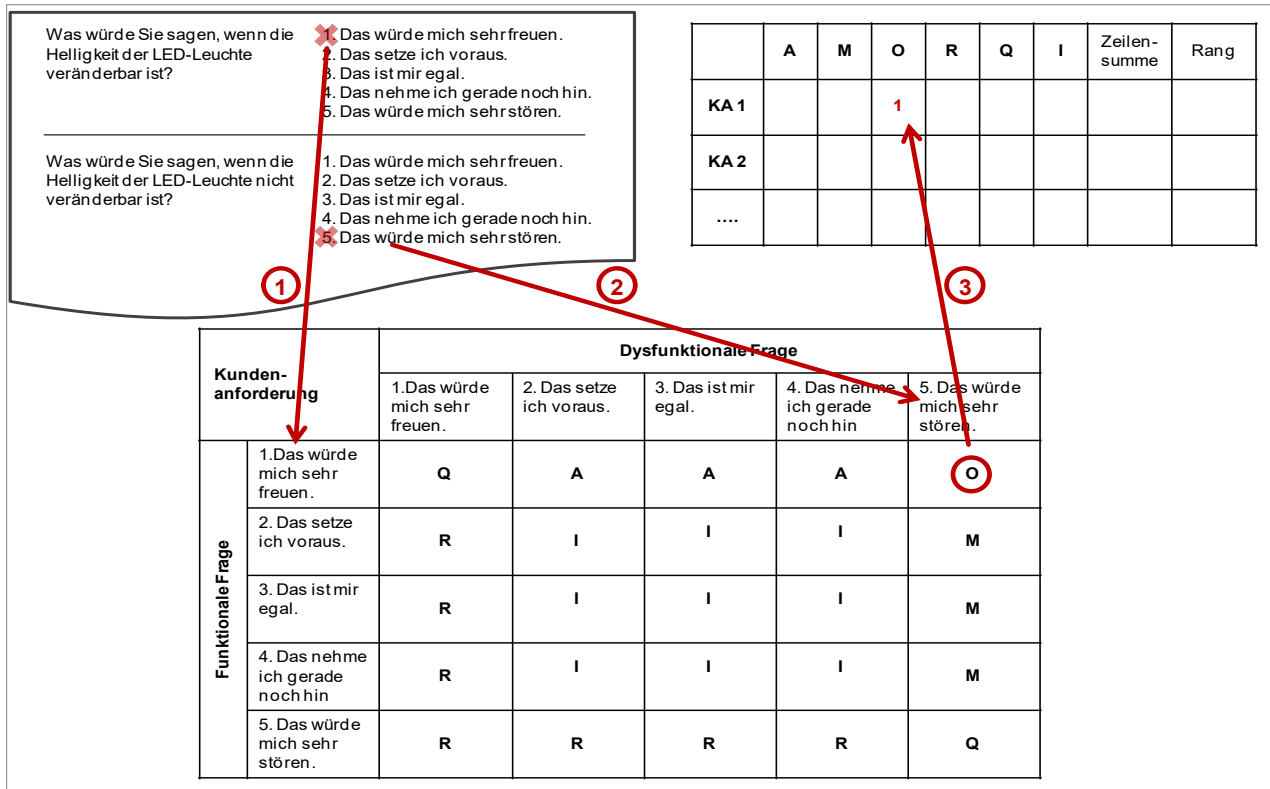 Was würde Sie sagen, wenn die
Helligkeit der LED-Leuchte
veränderbar ist?
1. Das würde mich sehr freuen.
2. Das setze ich voraus.
3. Das ist mir egal.
4. Das nehme ich gerade noch hin.
5. Das würde mich sehr stören.
Was würde Sie sagen, wenn die
Helligkeit der LED-Leuchte nicht
veränderbar ist?
1. Das würde mich sehr freuen.
2. Das setze ich voraus.
3. Das ist mir egal.
4. Das nehme ich gerade noch hin.
5. Das würde mich sehr stören.
A M O R Q I Zeilen-
summe Rang
KA 1 1
KA 2
....
1 2 3
Kunden-
anforderung
Dysfunktionale Frage
1.Das würde
mich sehr
freuen.
2. Das setze
ich voraus.
3. Das ist mir
egal.
4. Das nehme
ich gerade
noch hin
5. Das würde
mich sehr
stören.
Funktionale Frage
1.Das würde
mich sehr
freuen.
Q A A A O
2. Das setze
ich voraus.
R I I I M
3. Das ist mir
egal.
R I I I M
4. Das nehme
ich gerade
noch hin
R I I I M
5. Das würde
mich sehr
stören.
R R R R Q